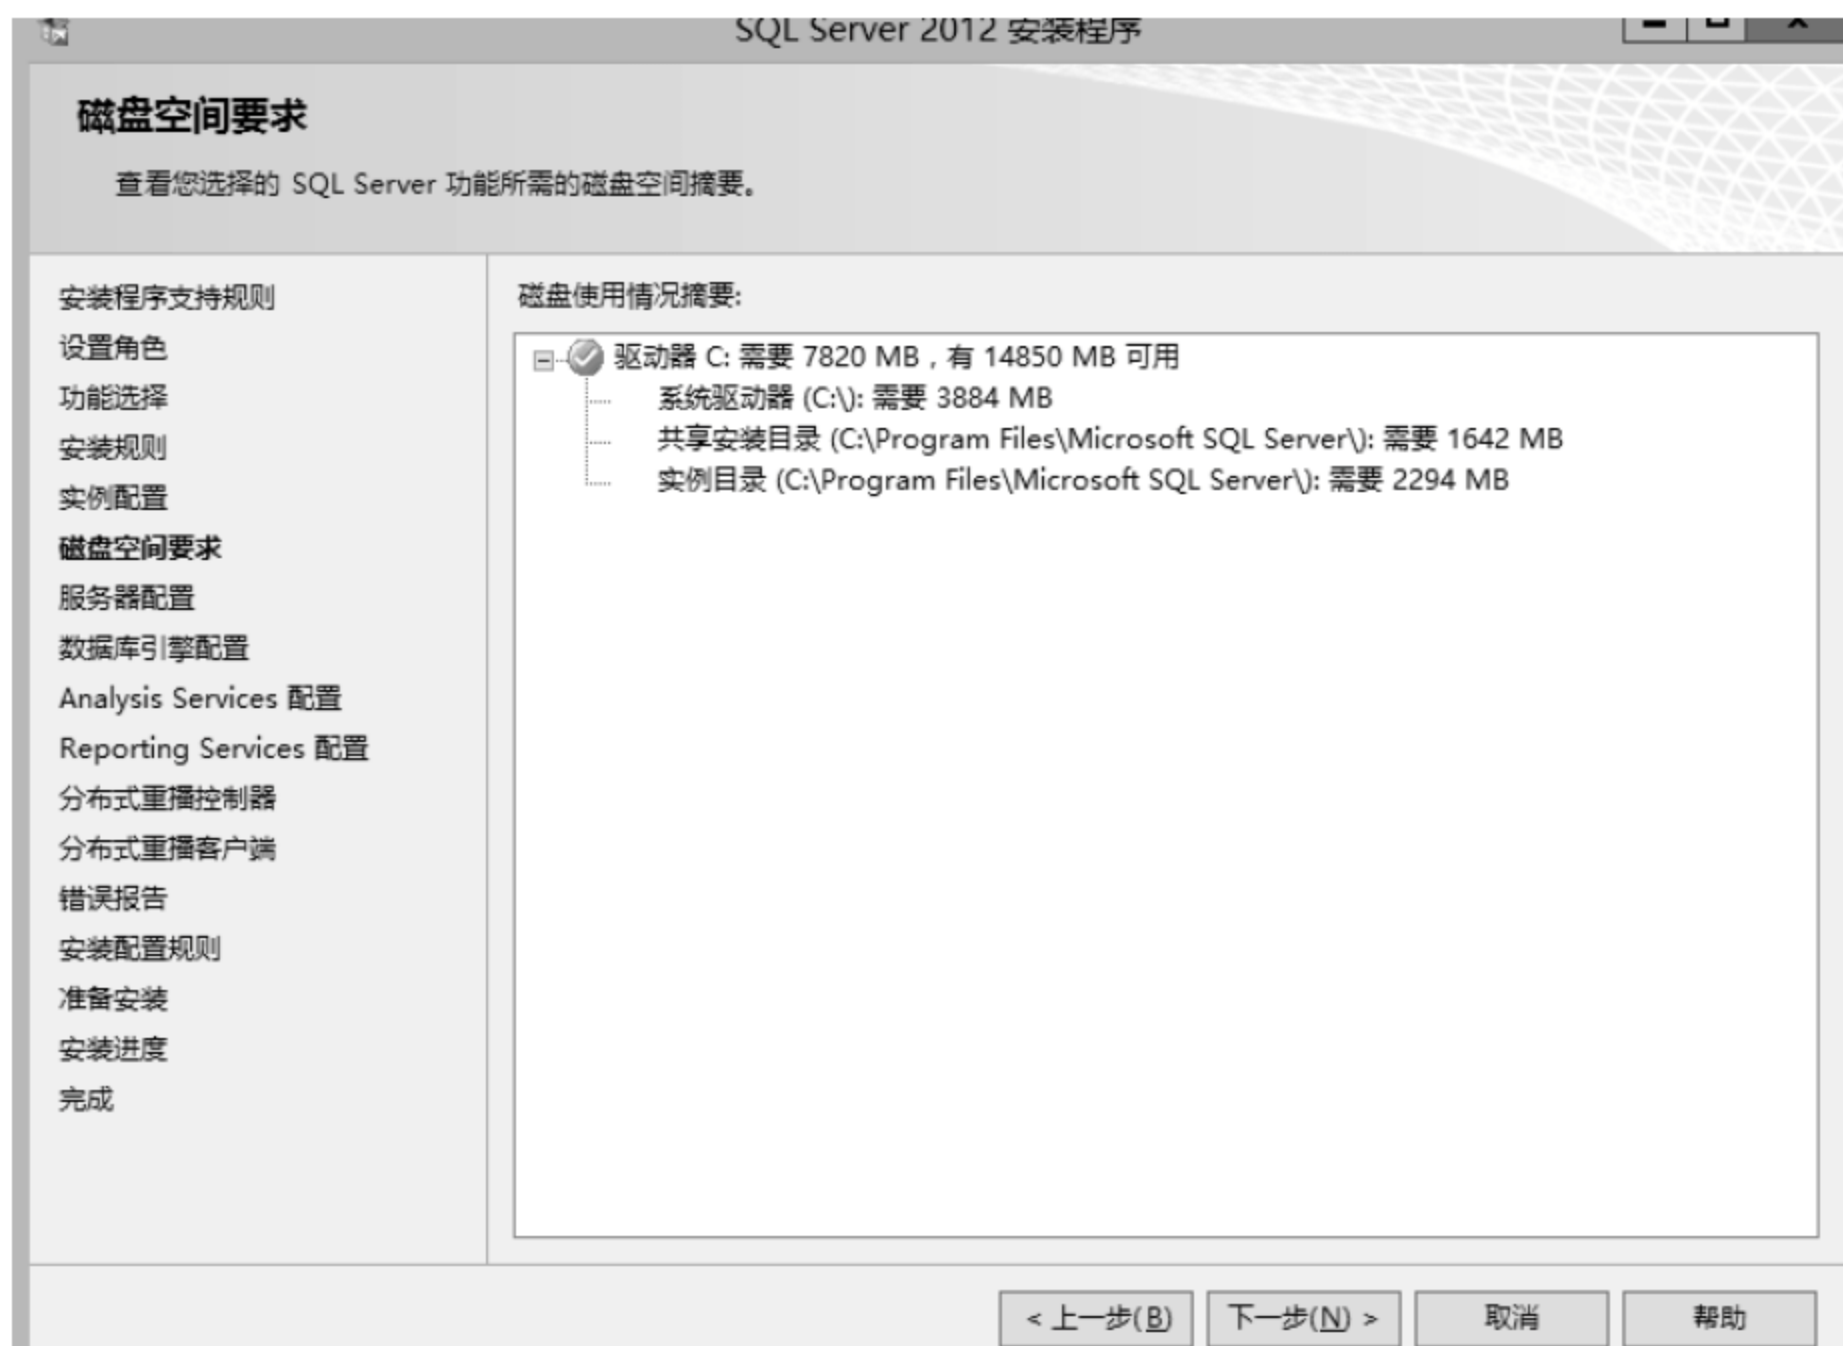 SQL Server 2012 安装程序
磁盘空间要求
查看您选择的 SQL Server 功能所需的磁盘空间摘要。
安装程序支持规则
设置角色
功能选择
安装规则
实例配置
磁盘空间要求
服务器配置
数据库引擎配置
Analysis Services 配置
Reporting Services 配置
分布式重播控制器
分布式重播客户端
错误报告
安装配置规则
准备安装
安装进度
完成
磁盘使用情况摘要:
驱动器 C: 需要 7820 MB，有 14850 MB 可用
系统驱动器 (C:\): 需要 3884 MB
共享安装目录 (C:\Program Files\Microsoft SQL Server\): 需要 1642 MB
实例目录 (C:\Program Files\Microsoft SQL Server\): 需要 2294 MB
< 上一步(B)
下一步(N) >
取消
帮助